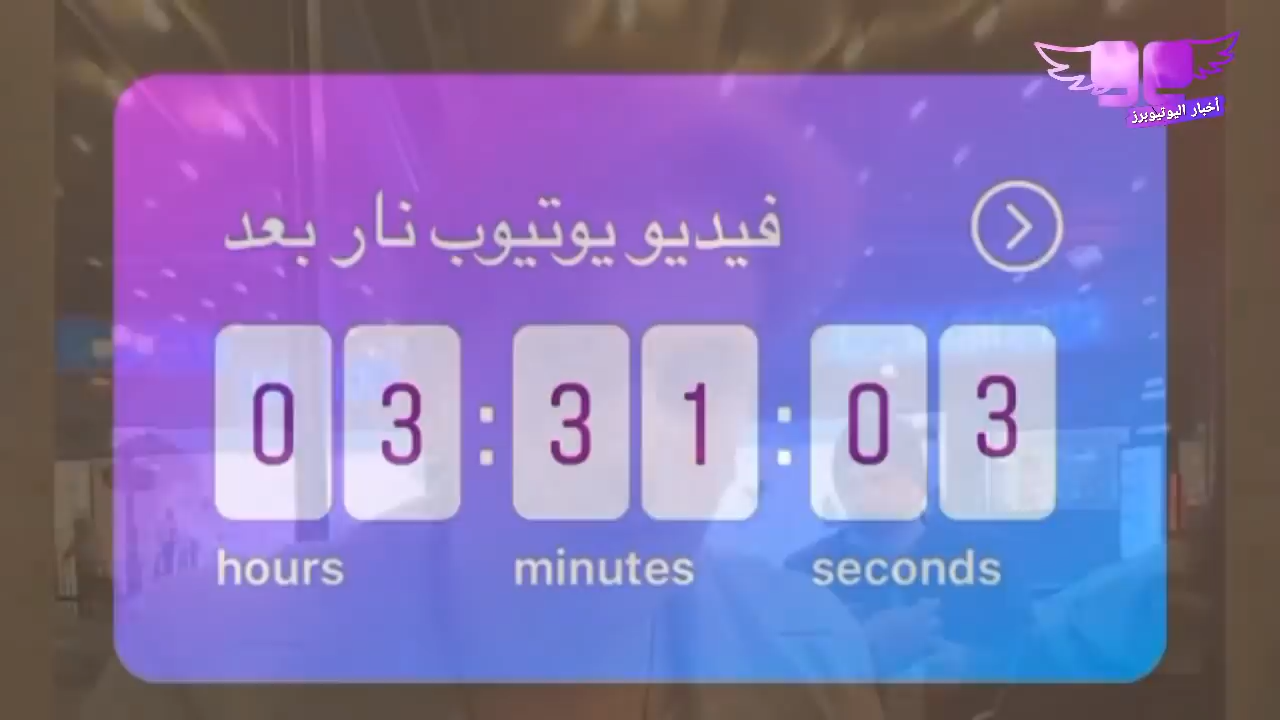 أخبار اليوتيوبرز
فيديو يوتيوب نار بعد
03:31:03
hours minutes seconds